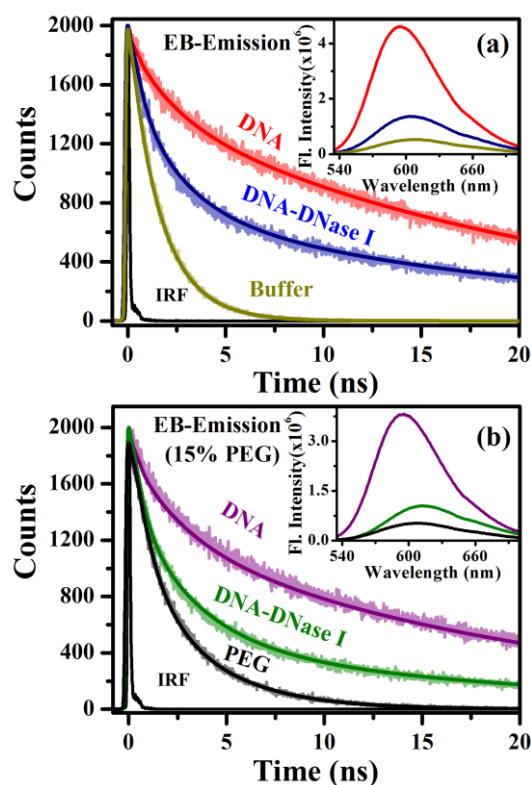 EB-Emission
(a)
DNA
DNA-DNase I
Buffer
IRF
Counts
2000
1600
1200
800
400
0
0 5 10 15 20
Time (ns)
Fl. Intensity(x10⁶)
4
2
0
540 600 660
Wavelength (nm)
EB-Emission
(15% PEG)
(b)
DNA
DNA-DNase I
PEG
IRF
Counts
2000
1600
1200
800
400
0
0 5 10 15 20
Time (ns)
Fl. Intensity(x10⁶)
3.0
1.5
0.0
540 600 660
Wavelength (nm)